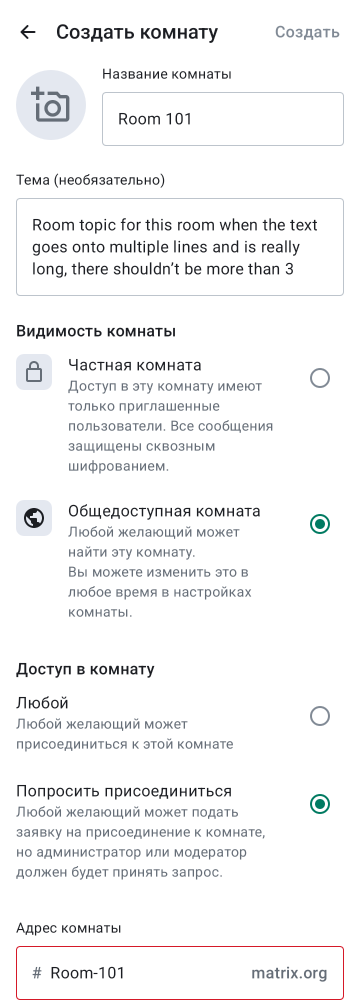 Создать комнату
Создать
Название комнаты
Room 101
Тема (необязательно)
Room topic for this room when the text
goes onto multiple lines and is really
long, there shouldn’t be more than 3
Видимость комнаты
Частная комната
Доступ в эту комнату имеют
только приглашенные
пользователи. Все сообщения
защищены сквозным
шифрованием.
Общедоступная комната
Любой желающий может
найти эту комнату.
Вы можете изменить это в
любое время в настройках
комнаты.
Доступ в комнату
Любой
Любой желающий может
присоединиться к этой комнате
Попросить присоединиться
Любой желающий может подать
заявку на присоединение к комнате,
но администратор или модератор
должен будет принять запрос.
Адрес комнаты
# Room-101 matrix.org